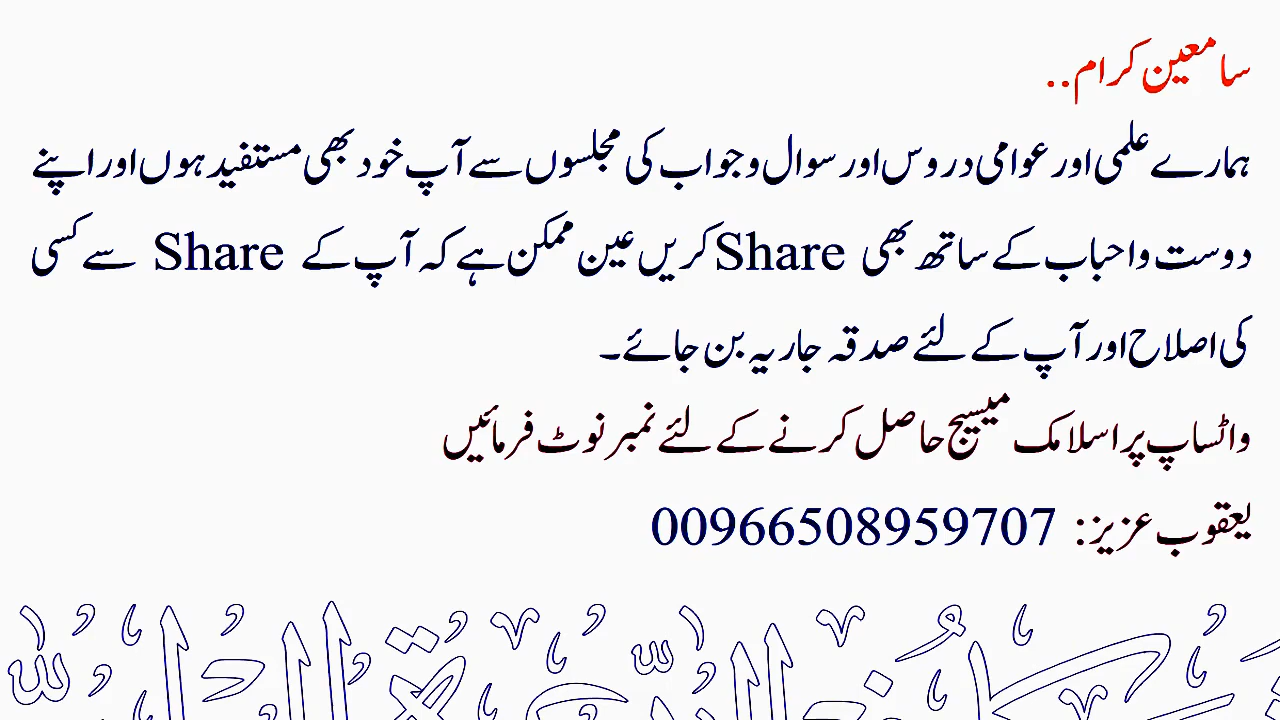 سامعین کرام..
ہمارے علمی اور عوامی دروس اور سوال وجواب کی مجلسوں سے آپ خود بھی مستفید ہوں اور اپنے
دوست واحباب کے ساتھ بھی Share کریں عین ممکن ہے کہ آپ کے Share سے کسی
کی اصلاح اور آپ کے لئے صدقہ جاریہ بن جائے۔
واٹساپ پر اسلامک میسیج حاصل کرنے کے لئے نمبر نوٹ فرمائیں
یعقوب عزیز: 00966508959707